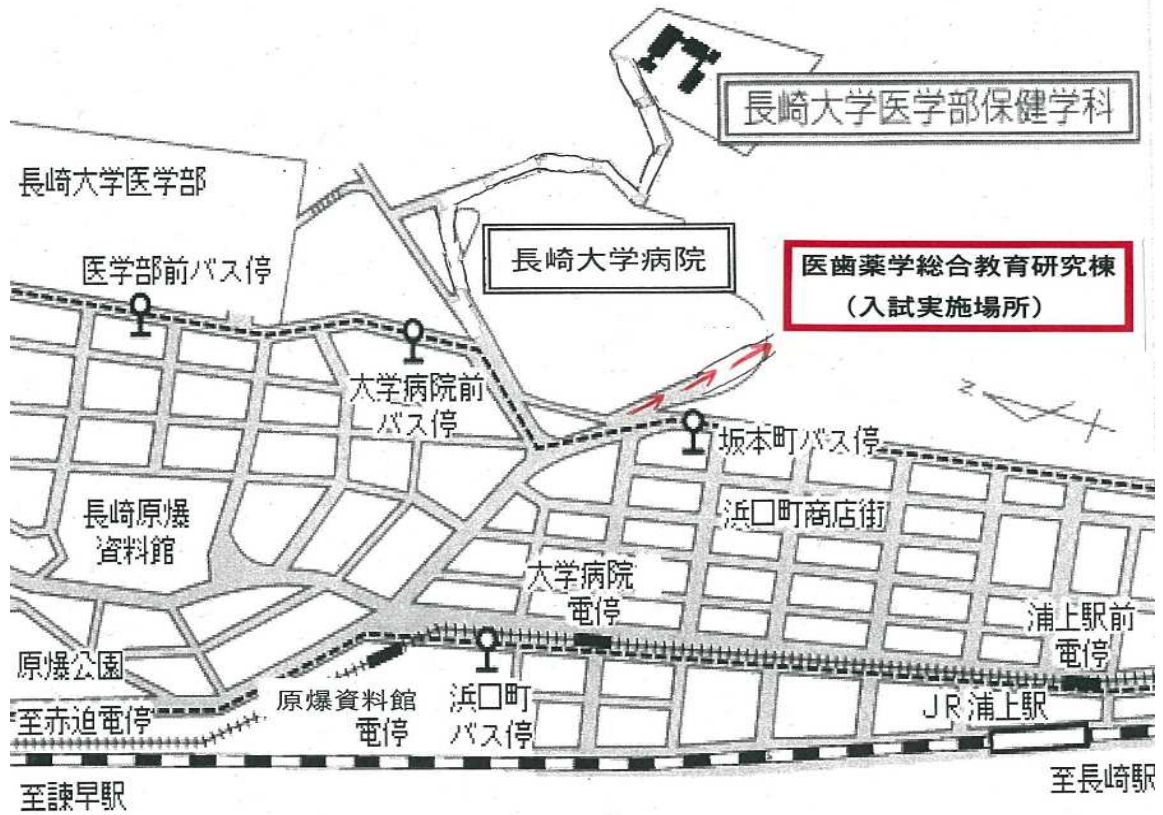 長崎大学医学部保健学科
長崎大学医学部
長崎大学病院
医歯薬学総合教育研究棟
（入試実施場所）
医学部前バス停
大学病院前
バス停
N
坂本町バス停
長崎原爆
資料館
浜口町商店街
大学病院
電停
浦上駅前
電停
原爆公園
原爆資料館
電停
浜口町
バス停
JR浦上駅
至赤迫電停
至諫早駅
至長崎駅